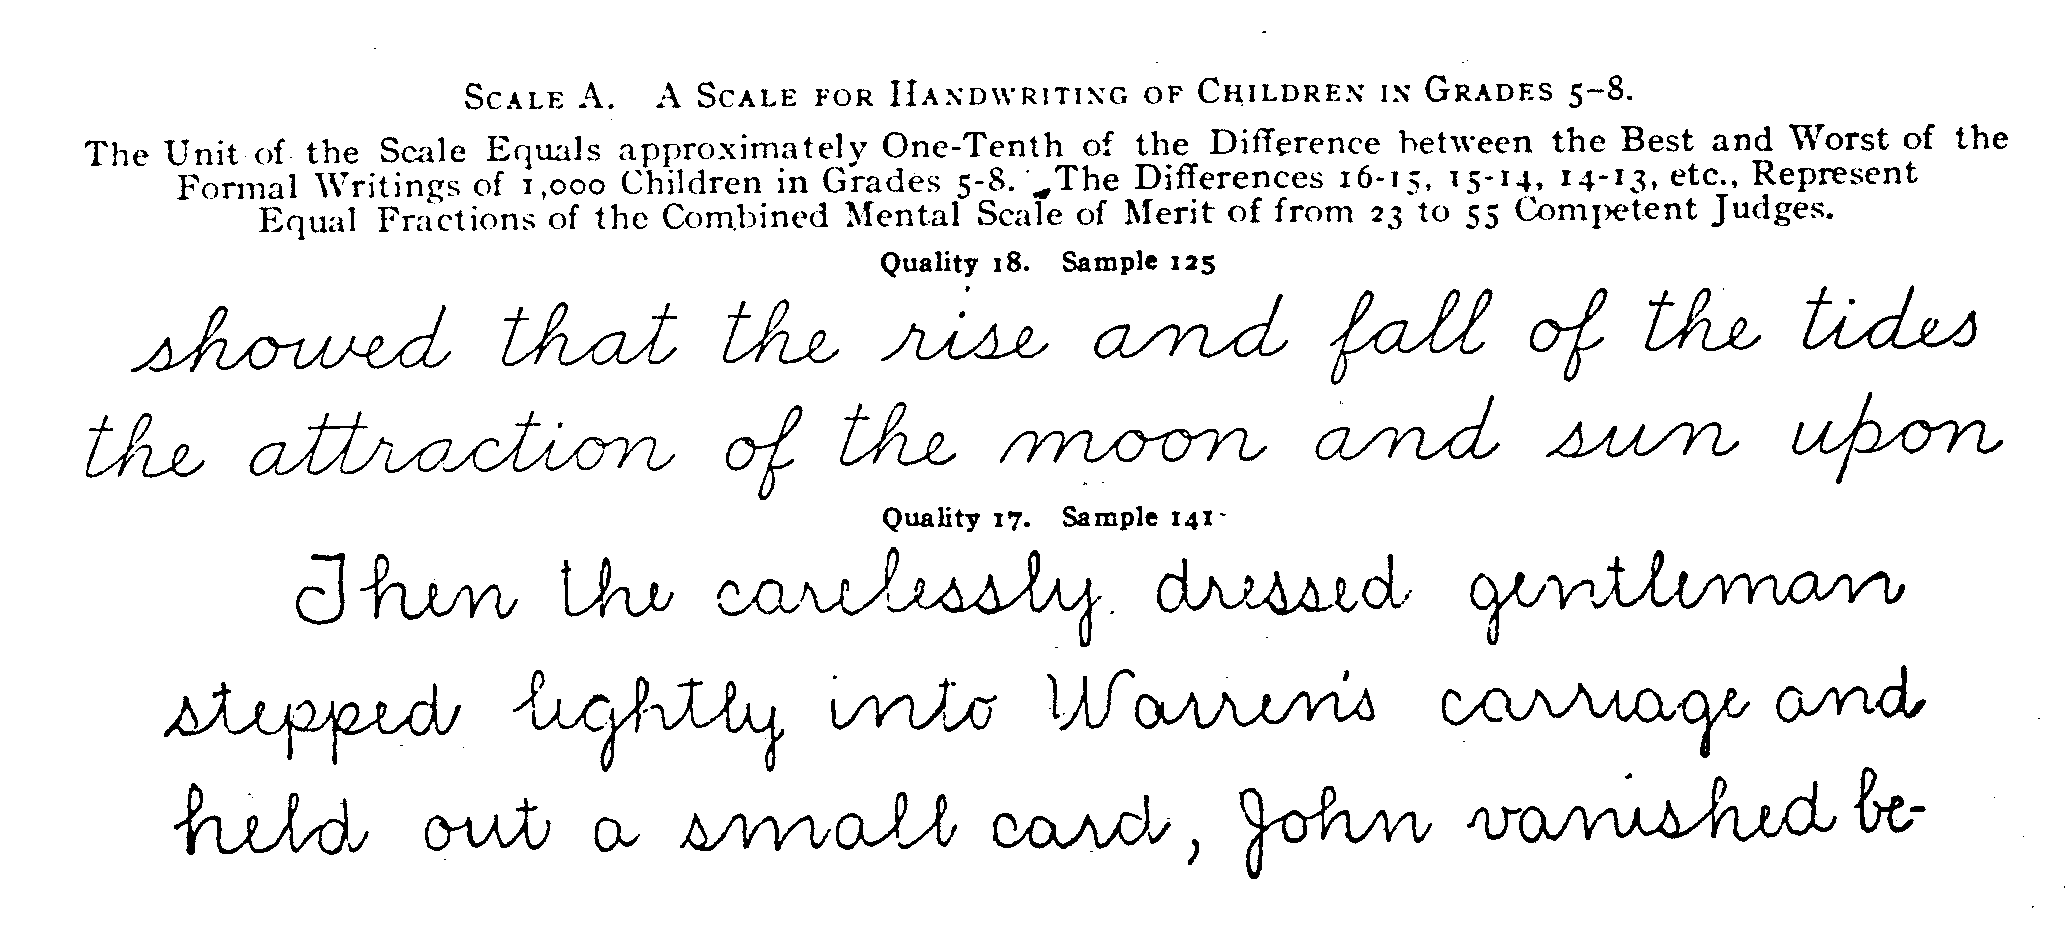 SCALE A. A SCALE FOR HANDWRITING OF CHILDREN IN GRADES 5–8.
The Unit of the Scale Equals approximately One-Tenth of the Difference between the Best and Worst of the
Formal Writings of 1,000 Children in Grades 5-8. The Differences 16-15, 15-14, 14-13, etc., Represent
Equal Fractions of the Combined Mental Scale of Merit of from 23 to 55 Competent Judges.
Quality 18. Sample 125
showed that the rise and fall of the tides
the attraction of the moon and sun upon
Quality 17. Sample 141
Then the carelessly dressed gentleman
stepped lightly into Warren's carriage and
held out a small card, John vanished be-